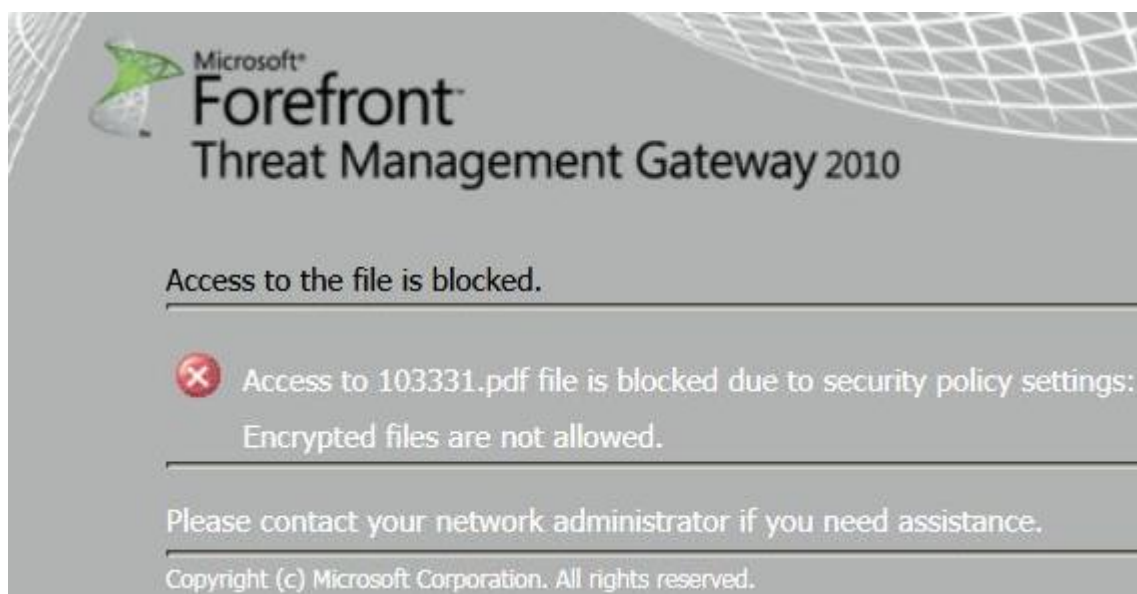 Microsoft®
Forefront™
Threat Management Gateway 2010
Access to the file is blocked.
Access to 103331.pdf file is blocked due to security policy settings:
Encrypted files are not allowed.
Please contact your network administrator if you need assistance.
Copyright (c) Microsoft Corporation. All rights reserved.